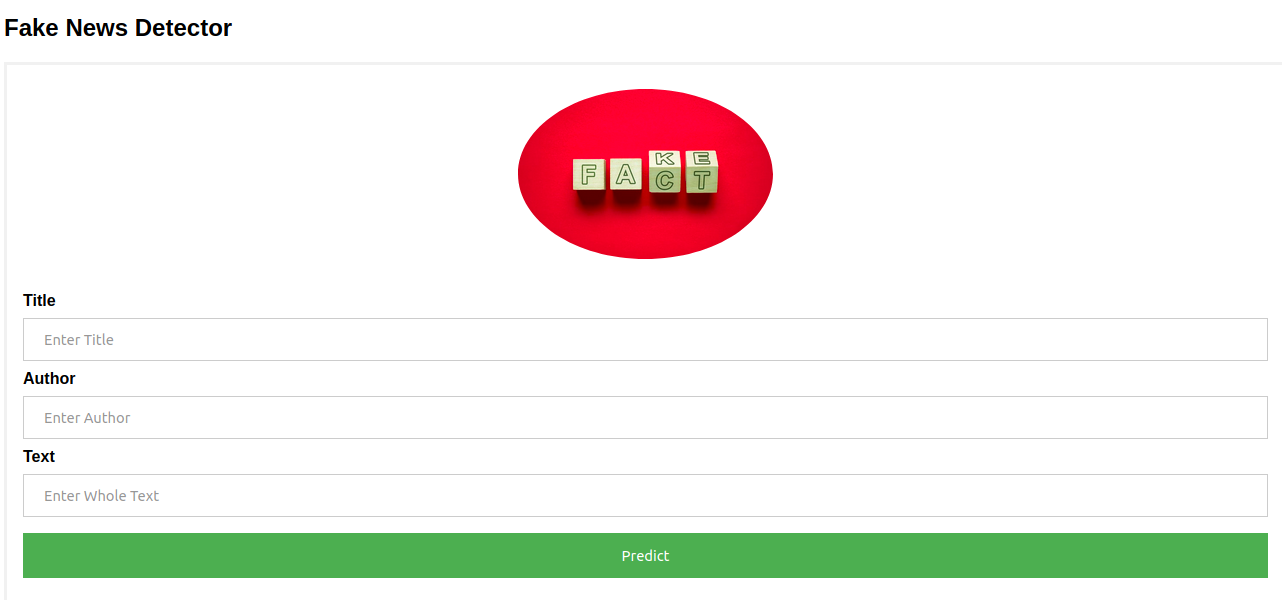 Fake News Detector
K E
F A C T
Title
Enter Title
Author
Enter Author
Text
Enter Whole Text
Predict